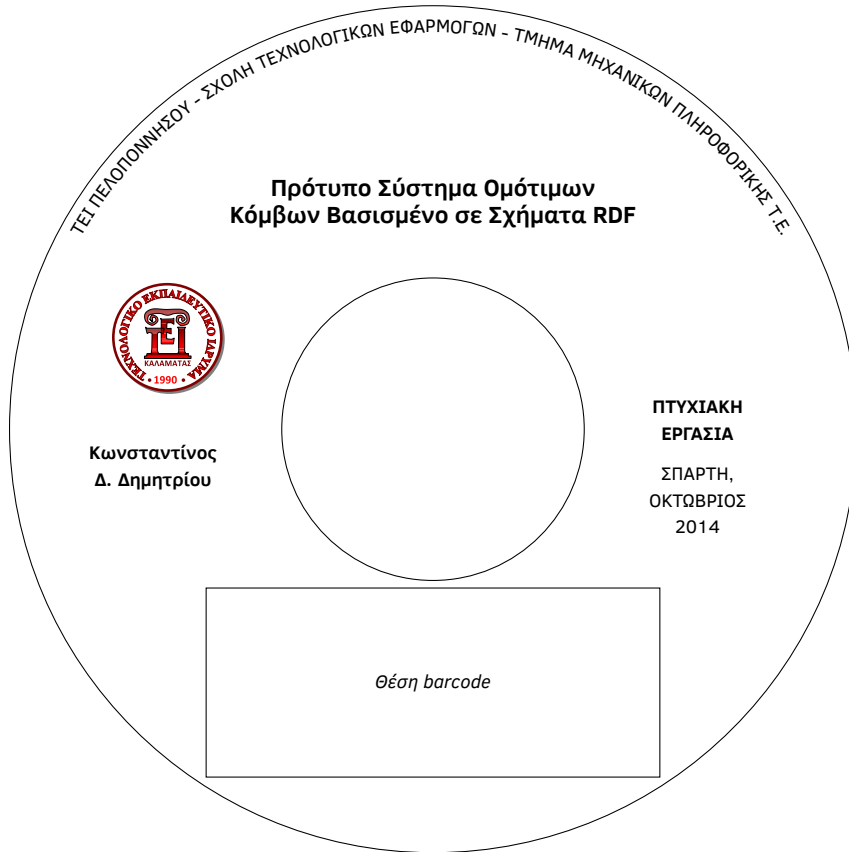 ΤΕΙ ΠΕΛΟΠΟΝΝΗΣΟΥ - ΣΧΟΛΗ ΤΕΧΝΟΛΟΓΙΚΩΝ ΕΦΑΡΜΟΓΩΝ - ΤΜΗΜΑ ΜΗΧΑΝΙΚΩΝ ΠΛΗΡΟΦΟΡΙΚΗΣ Τ.Ε.
Πρότυπο Σύστημα Ομότιμων
Κόμβων Βασισμένο σε Σχήματα RDF
ΤΕΧΝΟΛΟΓΙΚΟ ΕΚΠΑΙΔΕΥΤΙΚΟ ΙΔΡΥΜΑ
ΤΕΙ
ΚΑΛΑΜΑΤΑΣ
• 1990 •
Κωνσταντίνος
Δ. Δημητρίου
ΠΤΥΧΙΑΚΗ
ΕΡΓΑΣΙΑ
ΣΠΑΡΤΗ,
ΟΚΤΩΒΡΙΟΣ
2014
Θέση barcode